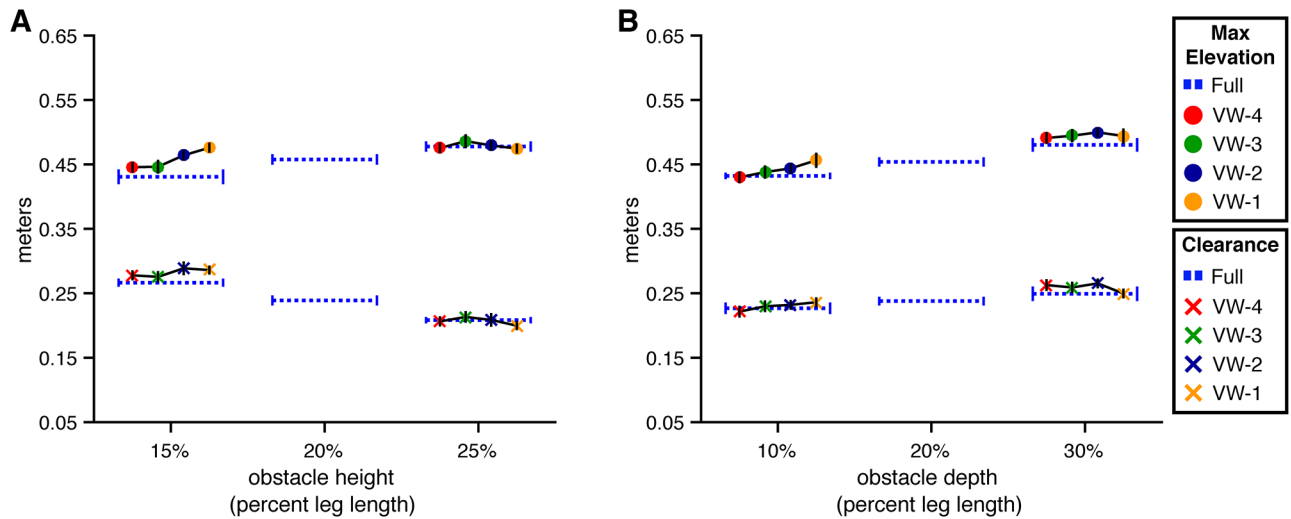 A
0.65
0.55
0.45
0.35
0.25
0.15
0.05
meters
15%
20%
25%
obstacle height
(percent leg length)
B
0.65
0.55
0.45
0.35
0.25
0.15
0.05
meters
10%
20%
30%
obstacle depth
(percent leg length)
Max
Elevation
Full
VW-4
VW-3
VW-2
VW-1
Clearance
Full
VW-4
VW-3
VW-2
VW-1